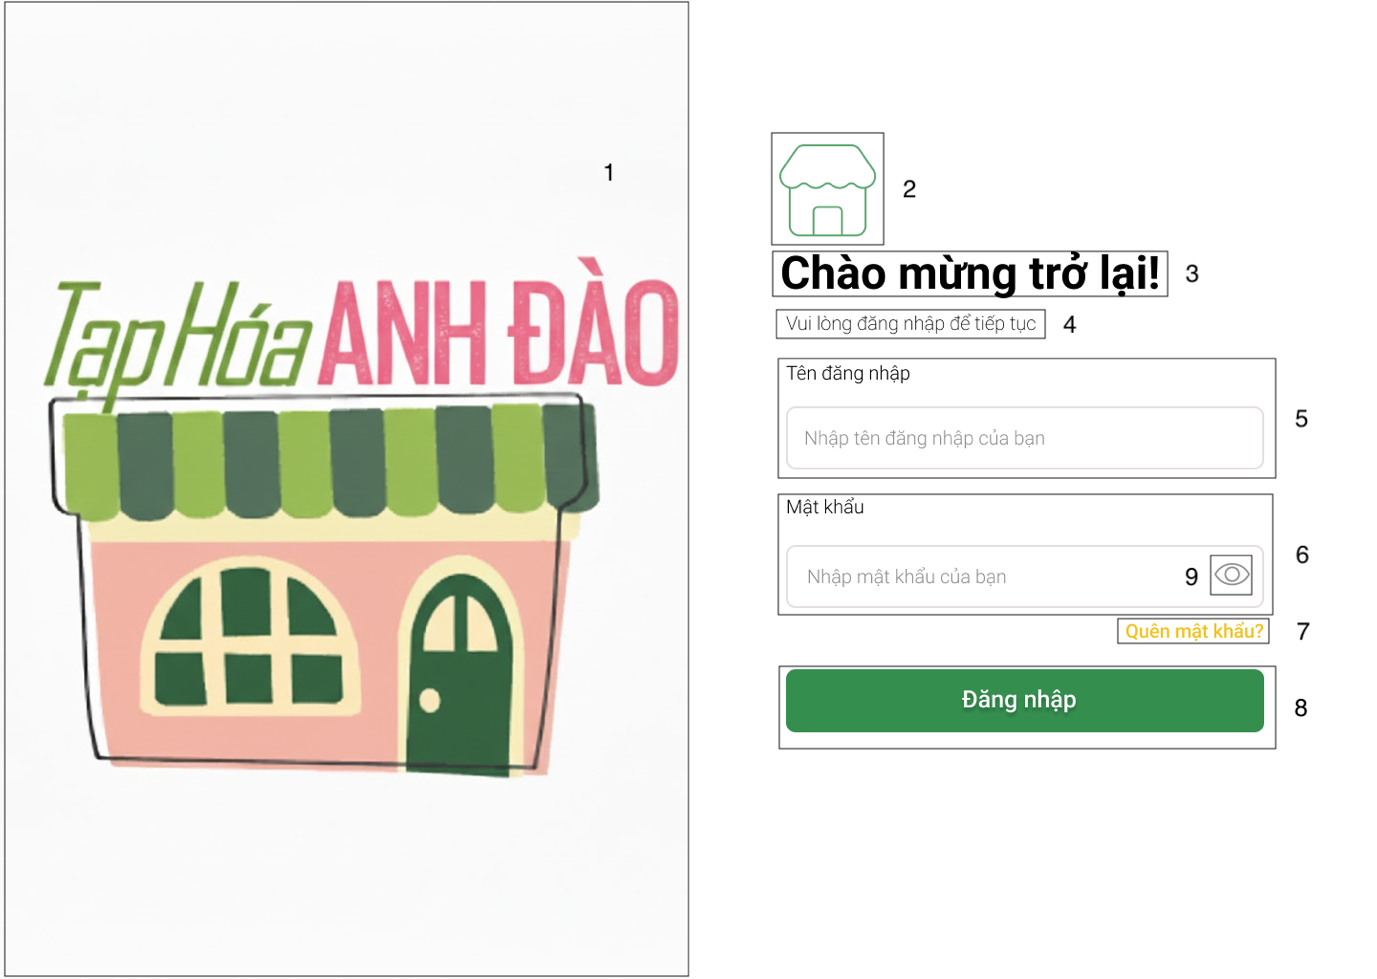 1
Tạp Hóa ANH ĐÀO
2
Chào mừng trở lại!
3
Vui lòng đăng nhập để tiếp tục
4
Tên đăng nhập
Nhập tên đăng nhập của bạn
5
Mật khẩu
Nhập mật khẩu của bạn
9
6
Quên mật khẩu?
7
Đăng nhập
8